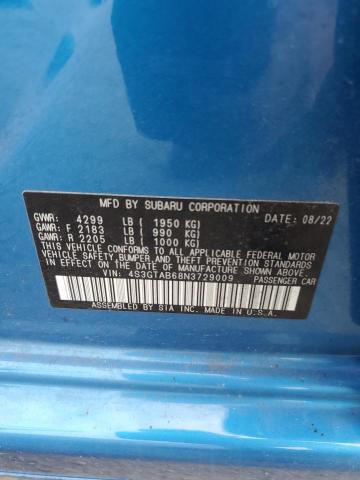 MFD BY SUBARU CORPORATION
GVWR: 4299 LB [ 1950 KG] DATE: 08/22
GAWR: F 2183 LB [ 990 KG]
GAWR: R 2205 LB [ 1000 KG]
THIS VEHICLE CONFORMS TO ALL APPLICABLE FEDERAL MOTOR
VEHICLE SAFETY, BUMPER, AND THEFT PREVENTION STANDARDS
IN EFFECT ON THE DATE OF MANUFACTURE SHOWN ABOVE.
VIN: 4S3GTAB68N3729009 PASSENGER CAR
ASSEMBLED BY SIA INC. MADE IN U.S.A.